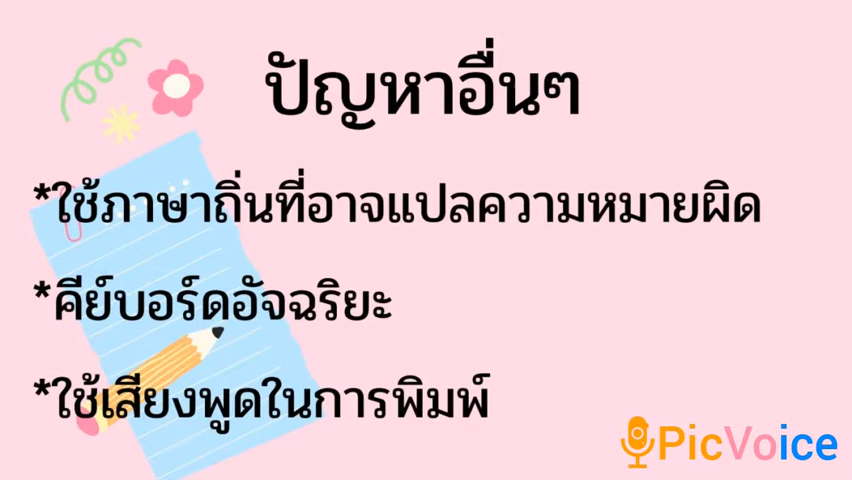 ปัญหาอื่นๆ
*ใช้ภาษาถิ่นที่อาจแปลความหมายผิด
*คีย์บอร์ดอัจฉริยะ
*ใช้เสียงพูดในการพิมพ์
PicVoice